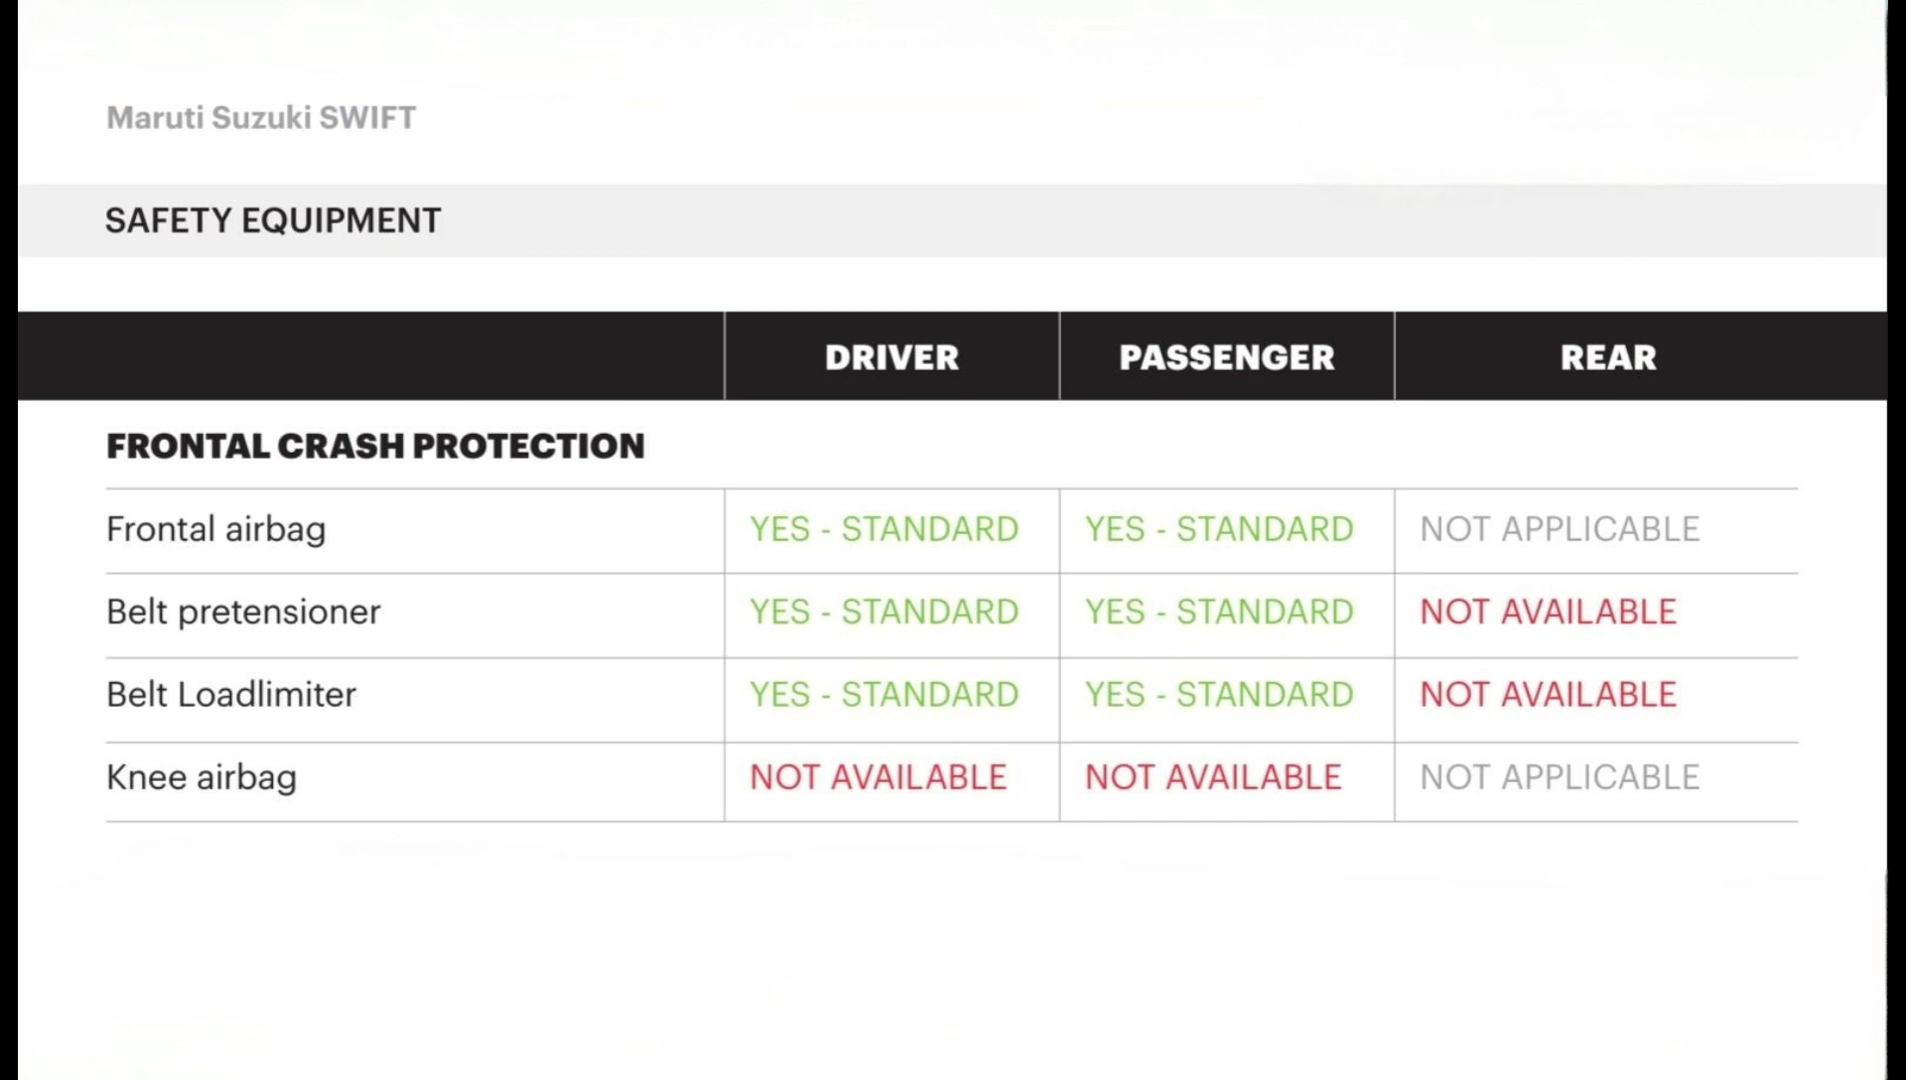 Maruti Suzuki SWIFT
SAFETY EQUIPMENT
DRIVER PASSENGER REAR
FRONTAL CRASH PROTECTION
Frontal airbag YES - STANDARD YES - STANDARD NOT APPLICABLE
Belt pretensioner YES - STANDARD YES - STANDARD NOT AVAILABLE
Belt Loadlimiter YES - STANDARD YES - STANDARD NOT AVAILABLE
Knee airbag NOT AVAILABLE NOT AVAILABLE NOT APPLICABLE